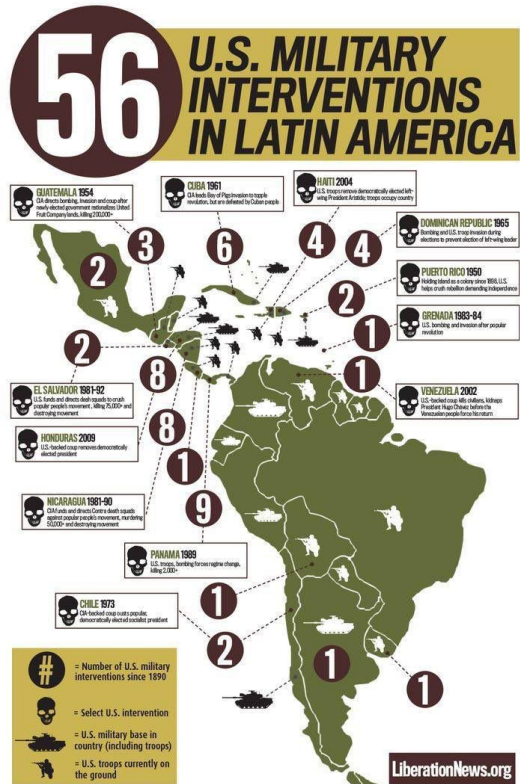 56
U.S. MILITARY
INTERVENTIONS
IN LATIN AMERICA
GUATEMALA 1954
CIA directs bombing, invasion and coup after
newly elected government nationalizes United
Fruit Company lands, killing 200,000+
CUBA 1961
CIA leads Bay of Pigs Invasion to topple
revolution, but are defeated by Cuban people
HAITI 2004
U.S. troops remove democratically elected left-
wing President Aristide; troops occupy country
DOMINICAN REPUBLIC 1965
Bombing and U.S. troop invasion during
elections to prevent election of left-wing leader
PUERTO RICO 1950
Holding island as a colony since 1898, U.S.
helps crush rebellion demanding independence
GRENADA 1983-84
U.S. bombing and invasion after popular
revolution
VENEZUELA 2002
U.S.-backed coup kills civilians, kidnaps
President Hugo Chávez before the
Venezuelan people force his return
2
3
6
4
4
2
1
1
2
8
8
1
9
EL SALVADOR 1981-92
U.S. funds and directs death squads to crush
popular people's movement, killing 75,000+ and
destroying movement
HONDURAS 2009
U.S.-backed coup removes democratically
elected president
NICARAGUA 1981-90
CIA funds and directs Contra death squads
against popular people's movement, murdering
50,000+ and destroying movement
PANAMA 1989
U.S. troops, bombing forces regime change,
killing 2,000+
CHILE 1973
CIA-backed coup ousts popular,
democratically elected socialist president
1
2
1
1
# = Number of U.S. military
interventions since 1890
= Select U.S. intervention
= U.S. military base in
country (including troops)
= U.S. troops currently on
the ground
LiberationNews.org